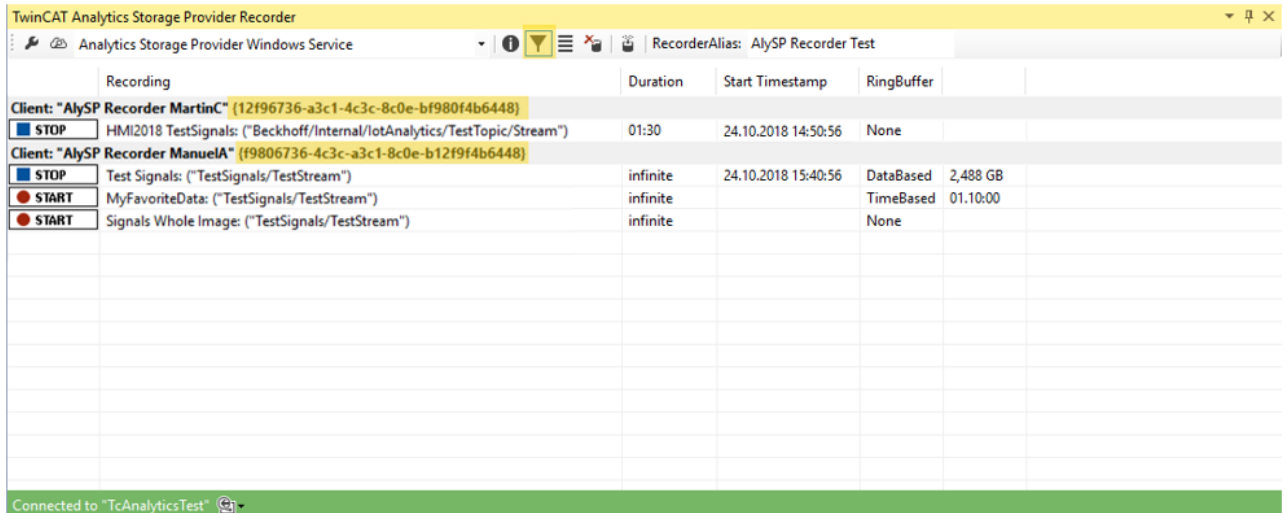 TwinCAT Analytics Storage Provider Recorder
Analytics Storage Provider Windows Service RecorderAlias: AlySP Recorder Test
Recording Duration Start Timestamp RingBuffer
Client: "AlySP Recorder MartinC" {12f96736-a3c1-4c3c-8c0e-bf980f4b6448}
STOP HMI2018 TestSignals: ("Beckhoff/Internal/IotAnalytics/TestTopic/Stream") 01:30 24.10.2018 14:50:56 None
Client: "AlySP Recorder ManuelA" {f9806736-4c3c-a3c1-8c0e-b12f9f4b6448}
STOP Test Signals: ("TestSignals/TestStream") infinite 24.10.2018 15:40:56 DataBased 2,488 GB
START MyFavoriteData: ("TestSignals/TestStream") infinite TimeBased 01.10:00
START Signals Whole Image: ("TestSignals/TestStream") infinite None
Connected to "TcAnalyticsTest"